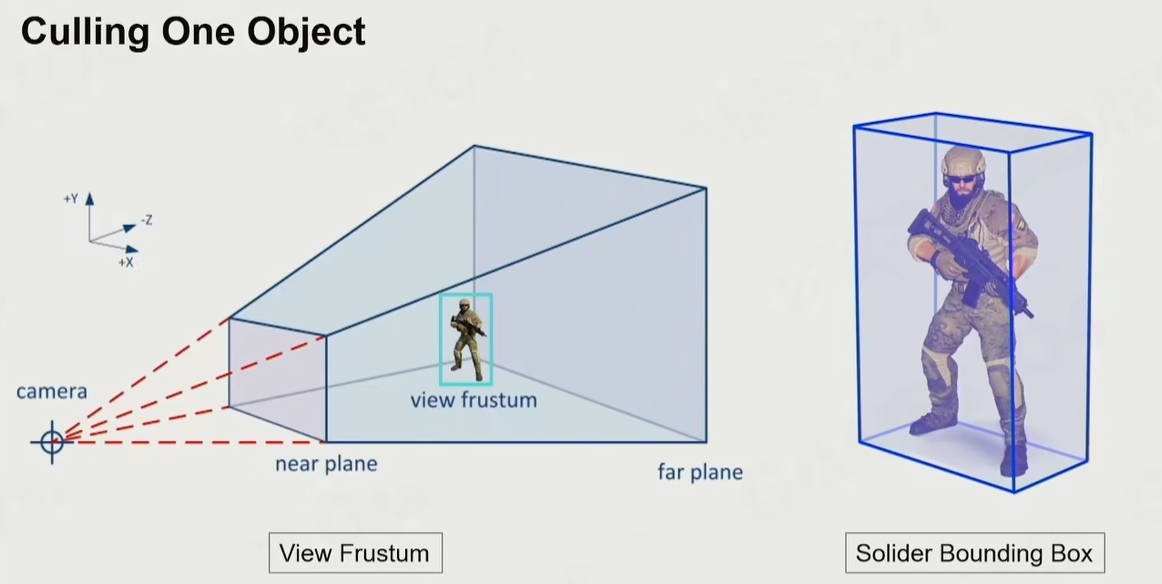 Culling One Object
+Y
-Z
+X
camera
view frustum
near plane
far plane
View Frustum
Solider Bounding Box